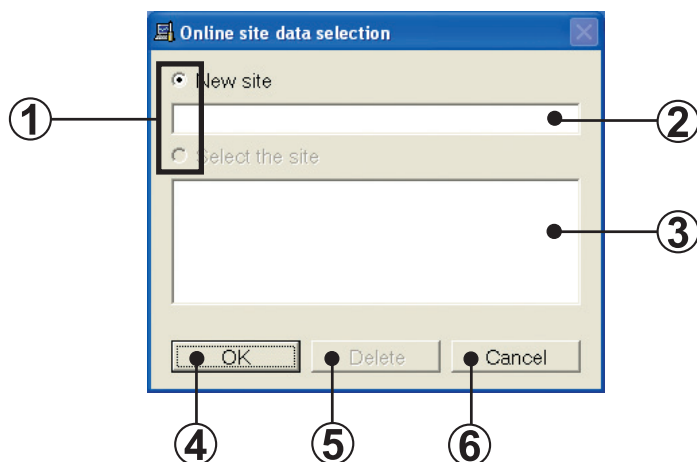 Online site data selection
New site
1
2
Select the site
3
OK
Delete
Cancel
4
5
6